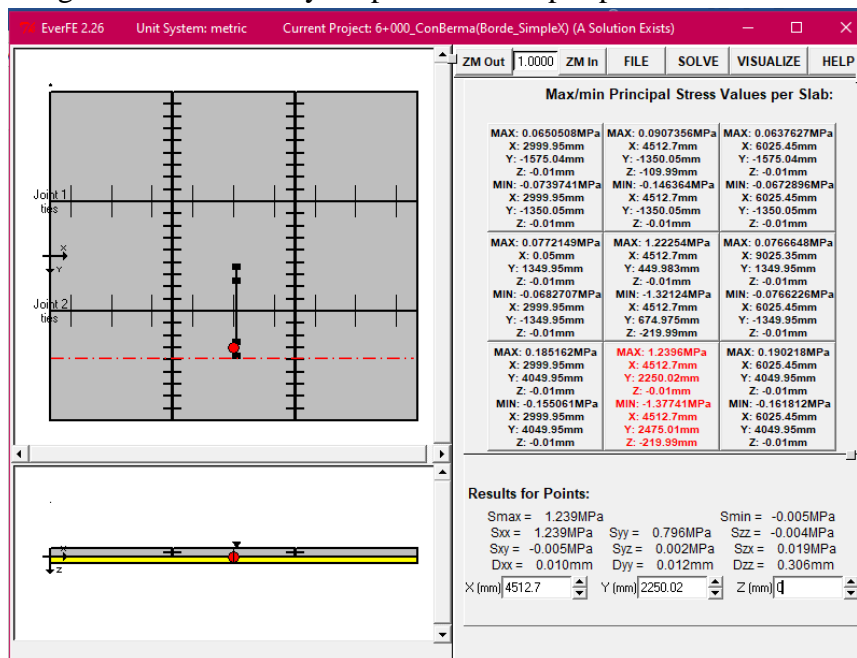 EverFE 2.26 Unit System: metric Current Project: 6+000_ConBerma(Borde_SimpleX) (A Solution Exists)
ZM Out 1.0000 ZM In FILE SOLVE VISUALIZE HELP
Max/min Principal Stress Values per Slab:
MAX: 0.0650508MPa MAX: 0.0907356MPa MAX: 0.0637627MPa
X: 2999.95mm X: 4512.7mm X: 6025.45mm
Y: -1575.04mm Y: -1350.05mm Y: -1575.04mm
Z: -0.01mm Z: -109.99mm Z: -0.01mm
MIN: -0.0739741MPa MIN: -0.146364MPa MIN: -0.0672896MPa
X: 2999.95mm X: 4512.7mm X: 6025.45mm
Y: -1350.05mm Y: -1350.05mm Y: -1350.05mm
Z: -0.01mm Z: -0.01mm Z: -0.01mm
MAX: 0.0772149MPa MAX: 1.22254MPa MAX: 0.0766648MPa
X: 0.05mm X: 4512.7mm X: 9025.35mm
Y: 1349.95mm Y: 449.983mm Y: 1349.95mm
Z: -0.01mm Z: -0.01mm Z: -0.01mm
MIN: -0.0682707MPa MIN: -1.32124MPa MIN: -0.0766226MPa
X: 2999.95mm X: 4512.7mm X: 6025.45mm
Y: -1349.95mm Y: 674.975mm Y: -1349.95mm
Z: -0.01mm Z: -219.99mm Z: -0.01mm
MAX: 0.185162MPa MAX: 1.2396MPa MAX: 0.190218MPa
X: 2999.95mm X: 4512.7mm X: 6025.45mm
Y: 4049.95mm Y: 2250.02mm Y: 4049.95mm
Z: -0.01mm Z: -0.01mm Z: -0.01mm
MIN: -0.155061MPa MIN: -1.37741MPa MIN: -0.161812MPa
X: 2999.95mm X: 4512.7mm X: 6025.45mm
Y: 4049.95mm Y: 2475.01mm Y: 4049.95mm
Z: -0.01mm Z: -219.99mm Z: -0.01mm
Joint 1
ties
X
Y
Joint 2
ties
X
Z
Results for Points:
Smax = 1.239MPa Smin = -0.005MPa
Sxx = 1.239MPa Syy = 0.796MPa Szz = -0.004MPa
Sxy = -0.005MPa Syz = 0.002MPa Szx = 0.019MPa
Dxx = 0.010mm Dyy = 0.012mm Dzz = 0.306mm
X (mm) 4512.7 Y (mm) 2250.02 Z (mm) 0